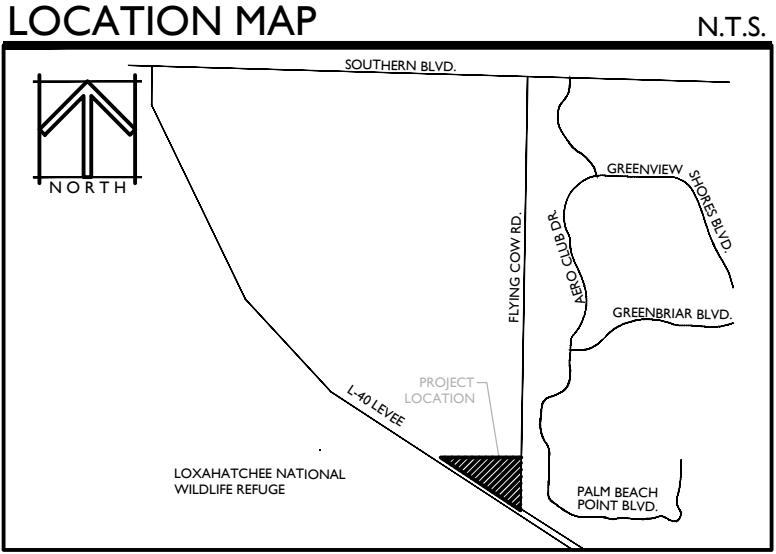 LOCATION MAP
N.T.S.
SOUTHERN BLVD.
NORTH
GREENVIEW
SHORES BLVD.
FLYING COW RD.
AERO CLUB DR.
GREENBRIAR BLVD.
PROJECT
LOCATION
L-40 LEVEE
LOXAHATCHEE NATIONAL
WILDLIFE REFUGE
PALM BEACH
POINT BLVD.